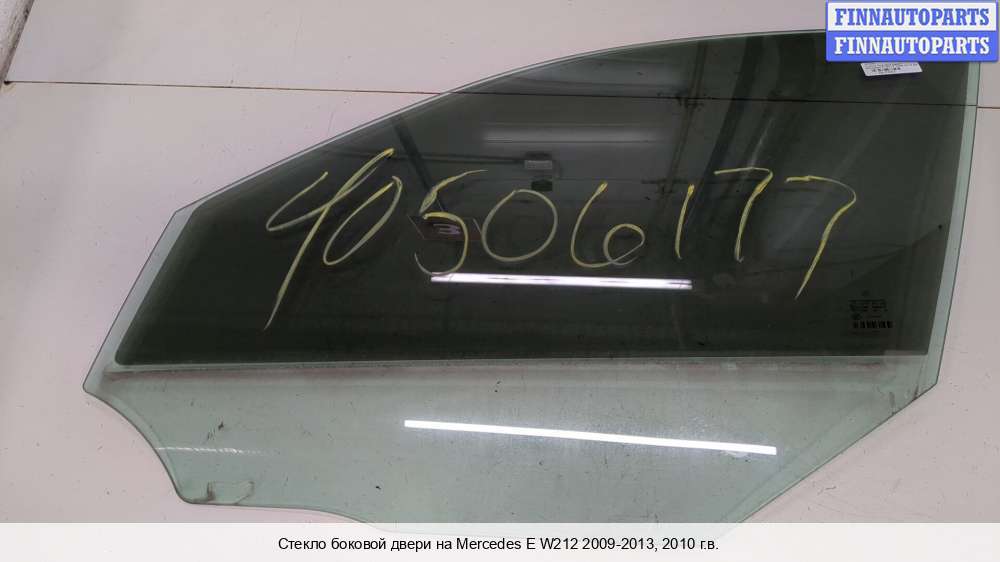 FINNAUTOPARTS
FINNAUTOPARTS
40506177
Стекло боковой двери на Mercedes E W212 2009-2013, 2010 г.в.